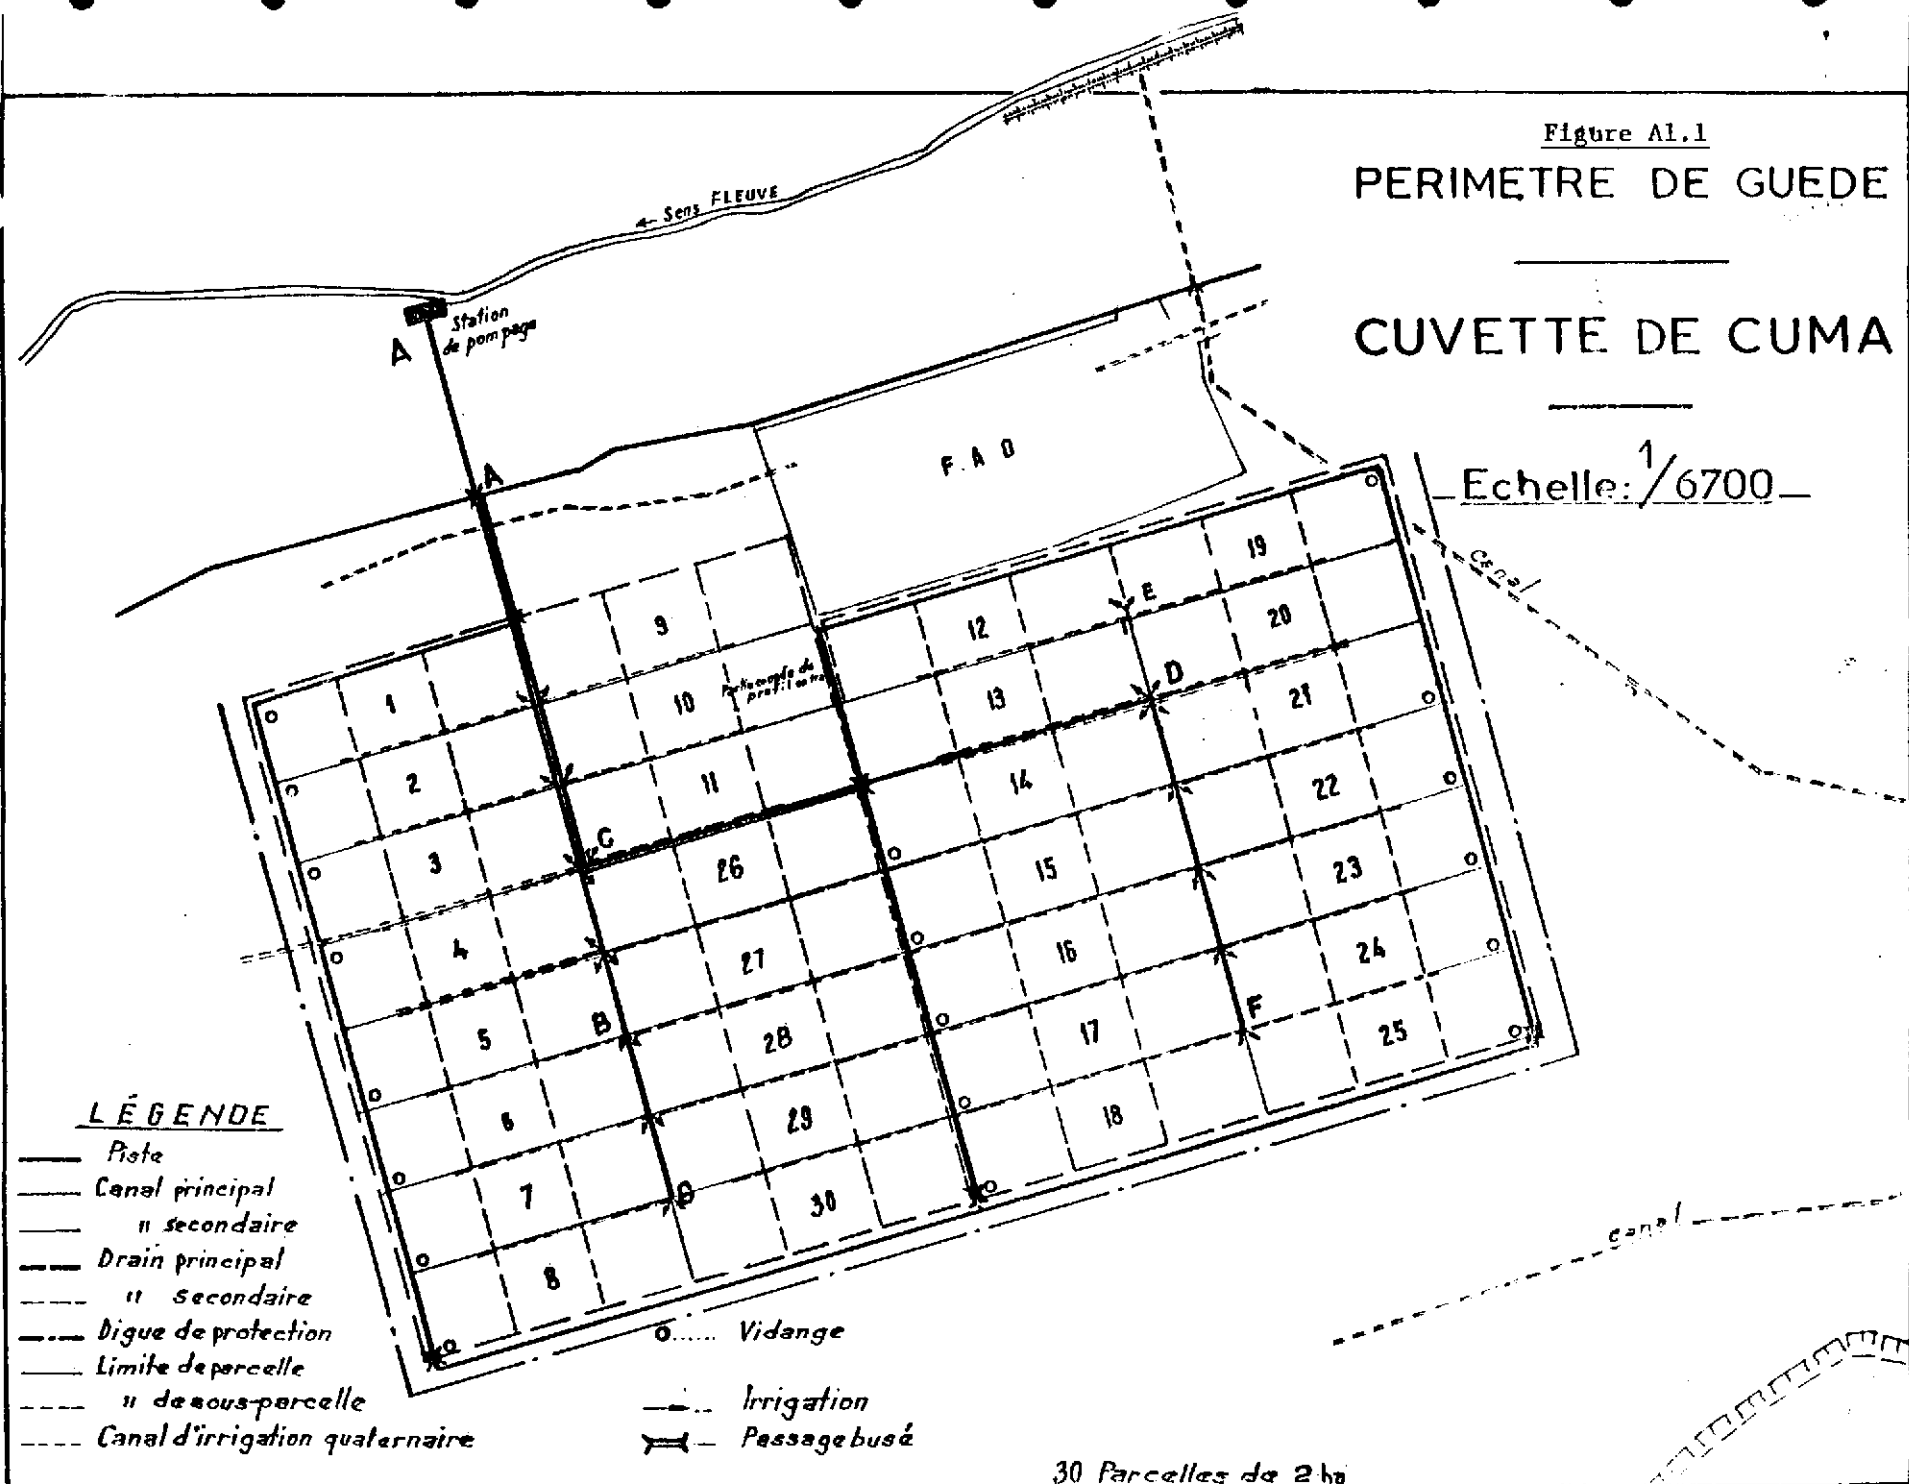 Figure A1.1
PERIMETRE DE GUEDE
CUVETTE DE CUMA
Echelle: 1/6700
← Sens FLEUVE
Station
de pompage
A
A
F.A O
Canal
9
19
12
E
20
1
10
13
D
21
2
11
14
22
3
C
26
15
23
4
27
16
24
5
B
28
17
F
25
6
29
18
7
G
30
8
canal
LÉGENDE
Piste
Canal principal
" secondaire
Drain principal
" secondaire
Digue de protection
Limite de parcelle
" de sous-parcelle
Canal d'irrigation quaternaire
Vidange
Irrigation
Passage busé
30 Parcelles de 2 ha